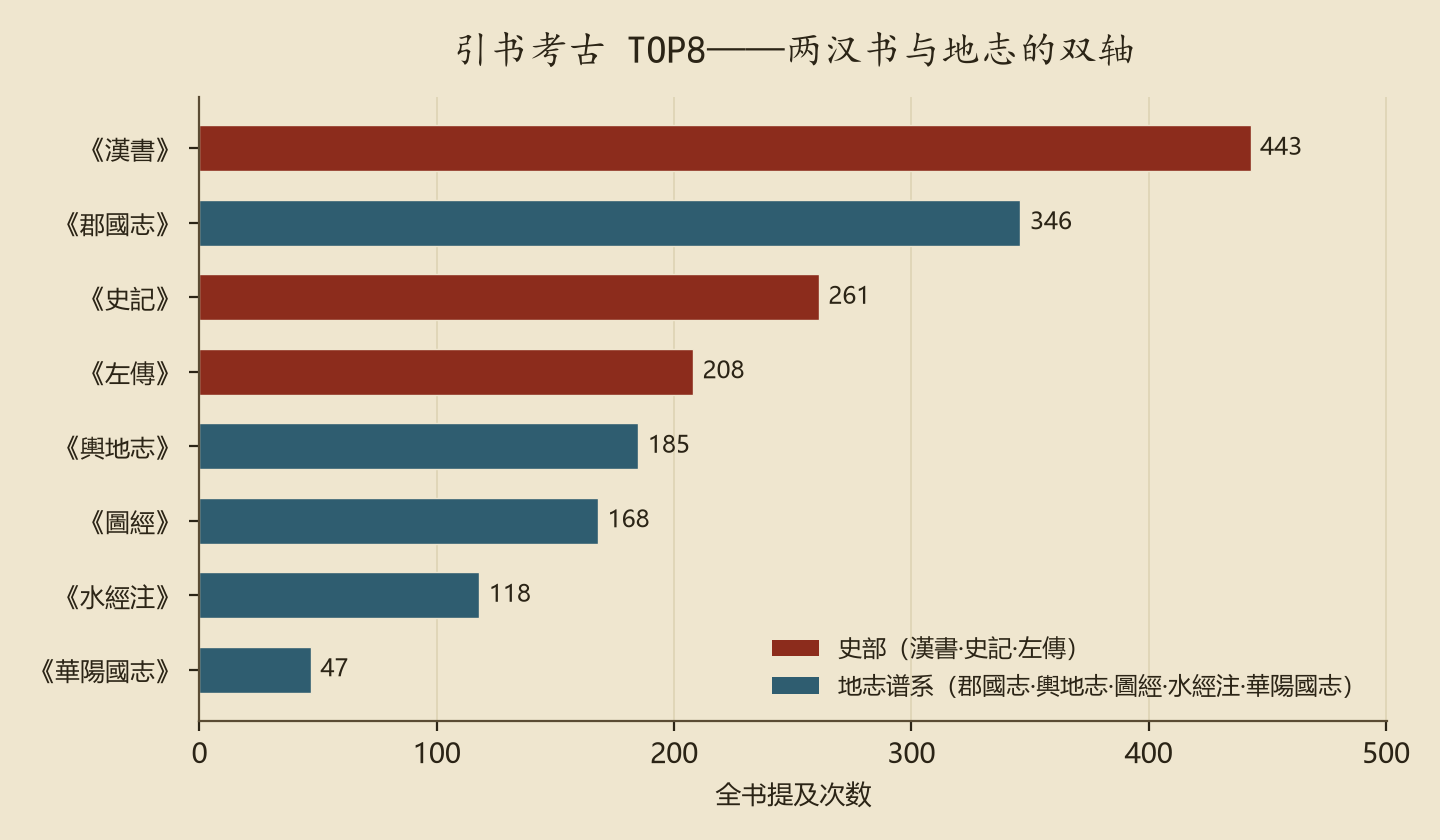 引书考古 TOP8——两汉书与地志的双轴
《漢書》 443
《郡國志》 346
《史記》 261
《左傳》 208
《輿地志》 185
《圖經》 168
《水經注》 118
《華陽國志》 47
史部（漢書·史記·左傳）
地志谱系（郡國志·輿地志·圖經·水經注·華陽國志）
0 100 200 300 400 500
全书提及次数